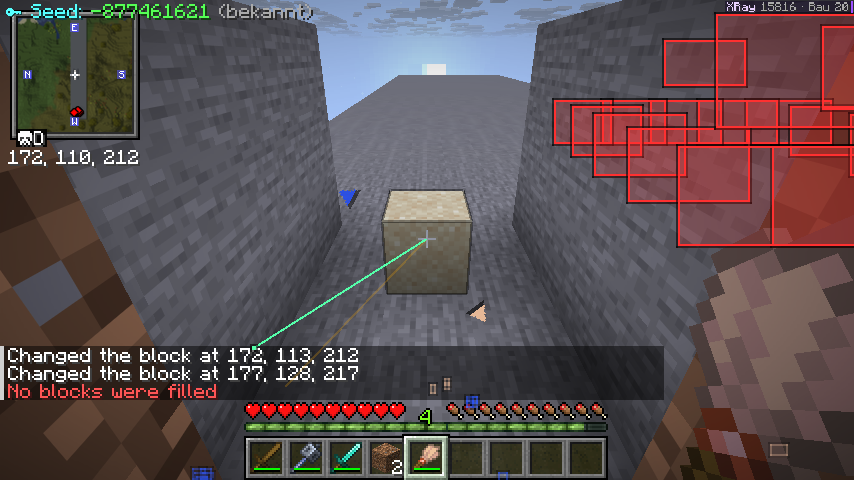 Seed: -877461621 (bekannt)
XRay 15816 · Bau 20
E
N
S
W
0
172, 110, 212
Changed the block at 172, 113, 212
Changed the block at 177, 128, 217
No blocks were filled
4
2